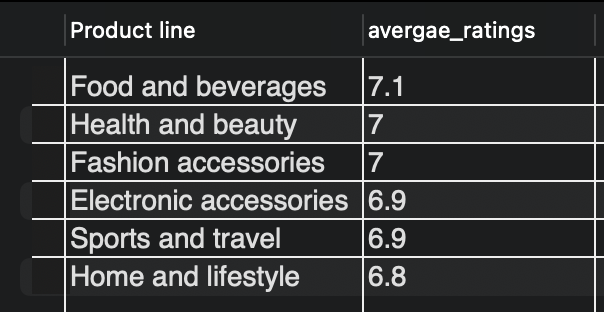 Product line avergae_ratings
Food and beverages 7.1
Health and beauty 7
Fashion accessories 7
Electronic accessories 6.9
Sports and travel 6.9
Home and lifestyle 6.8